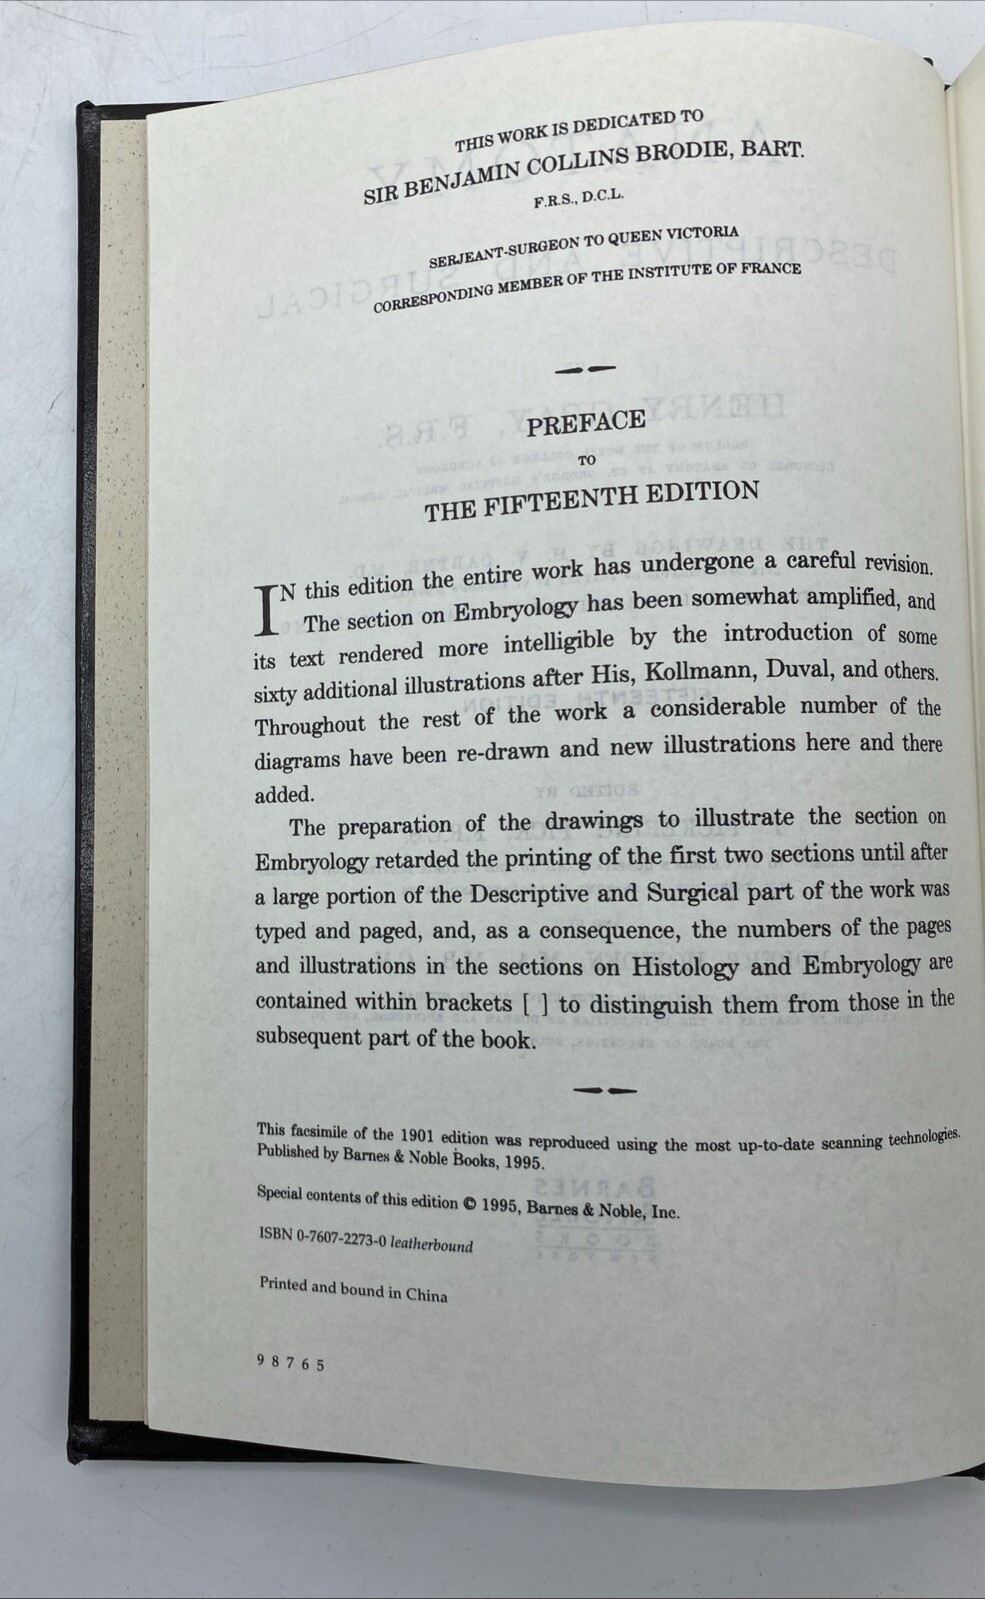 THIS WORK IS DEDICATED TO
SIR BENJAMIN COLLINS BRODIE, BART.
F.R.S., D.C.L.
SERJEANT-SURGEON TO QUEEN VICTORIA
CORRESPONDING MEMBER OF THE INSTITUTE OF FRANCE
PREFACE
TO
THE FIFTEENTH EDITION
IN this edition the entire work has undergone a careful revision.
The section on Embryology has been somewhat amplified, and
its text rendered more intelligible by the introduction of some
sixty additional illustrations after His, Kollmann, Duval, and others.
Throughout the rest of the work a considerable number of the
diagrams have been re-drawn and new illustrations here and there
added.
The preparation of the drawings to illustrate the section on
Embryology retarded the printing of the first two sections until after
a large portion of the Descriptive and Surgical part of the work was
typed and paged, and, as a consequence, the numbers of the pages
and illustrations in the sections on Histology and Embryology are
contained within brackets [ ] to distinguish them from those in the
subsequent part of the book.
This facsimile of the 1901 edition was reproduced using the most up-to-date scanning technologies.
Published by Barnes & Noble Books, 1995.
Special contents of this edition © 1995, Barnes & Noble, Inc.
ISBN 0-7607-2273-0 leatherbound
Printed and bound in China
9 8 7 6 5